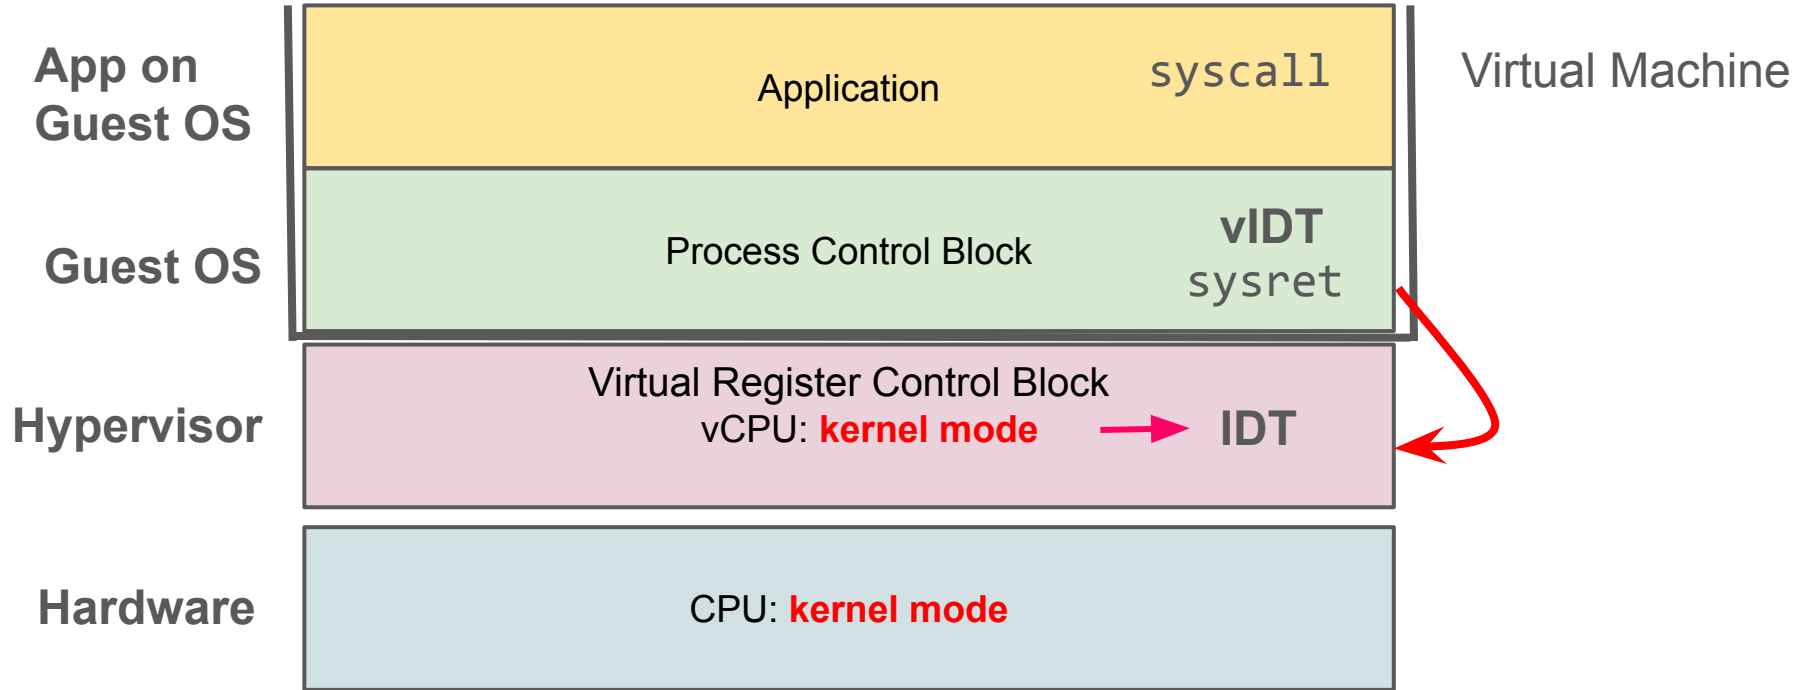 App on
Guest OS
Application
syscall
Virtual Machine
Guest OS
Process Control Block
vIDT
sysret
Hypervisor
Virtual Register Control Block
vCPU: kernel mode
IDT
Hardware
CPU: kernel mode